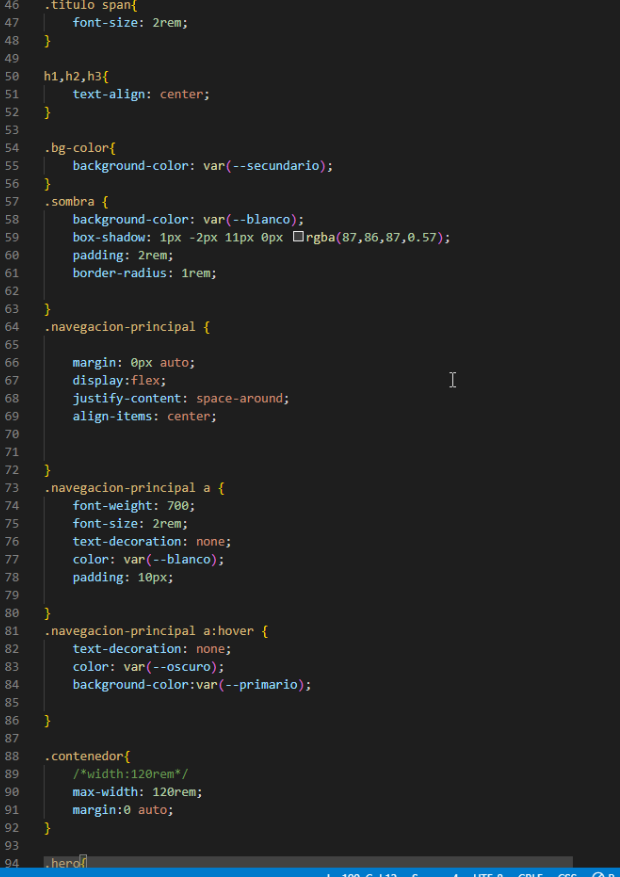 46 .titulo span{
47 font-size: 2rem;
48 }
49
50 h1,h2,h3{
51 text-align: center;
52 }
53
54 .bg-color{
55 background-color: var(--secundario);
56 }
57 .sombra {
58 background-color: var(--blanco);
59 box-shadow: 1px -2px 11px 0px rgba(87,86,87,0.57);
60 padding: 2rem;
61 border-radius: 1rem;
62
63 }
64 .navegacion-principal {
65
66 margin: 0px auto;
67 display:flex;
68 justify-content: space-around;
69 align-items: center;
70
71
72 }
73 .navegacion-principal a {
74 font-weight: 700;
75 font-size: 2rem;
76 text-decoration: none;
77 color: var(--blanco);
78 padding: 10px;
79
80 }
81 .navegacion-principal a:hover {
82 text-decoration: none;
83 color: var(--oscuro);
84 background-color:var(--primario);
85
86 }
87
88 .contenedor{
89 /*width:120rem*/
90 max-width: 120rem;
91 margin:0 auto;
92 }
93
94 .hero{